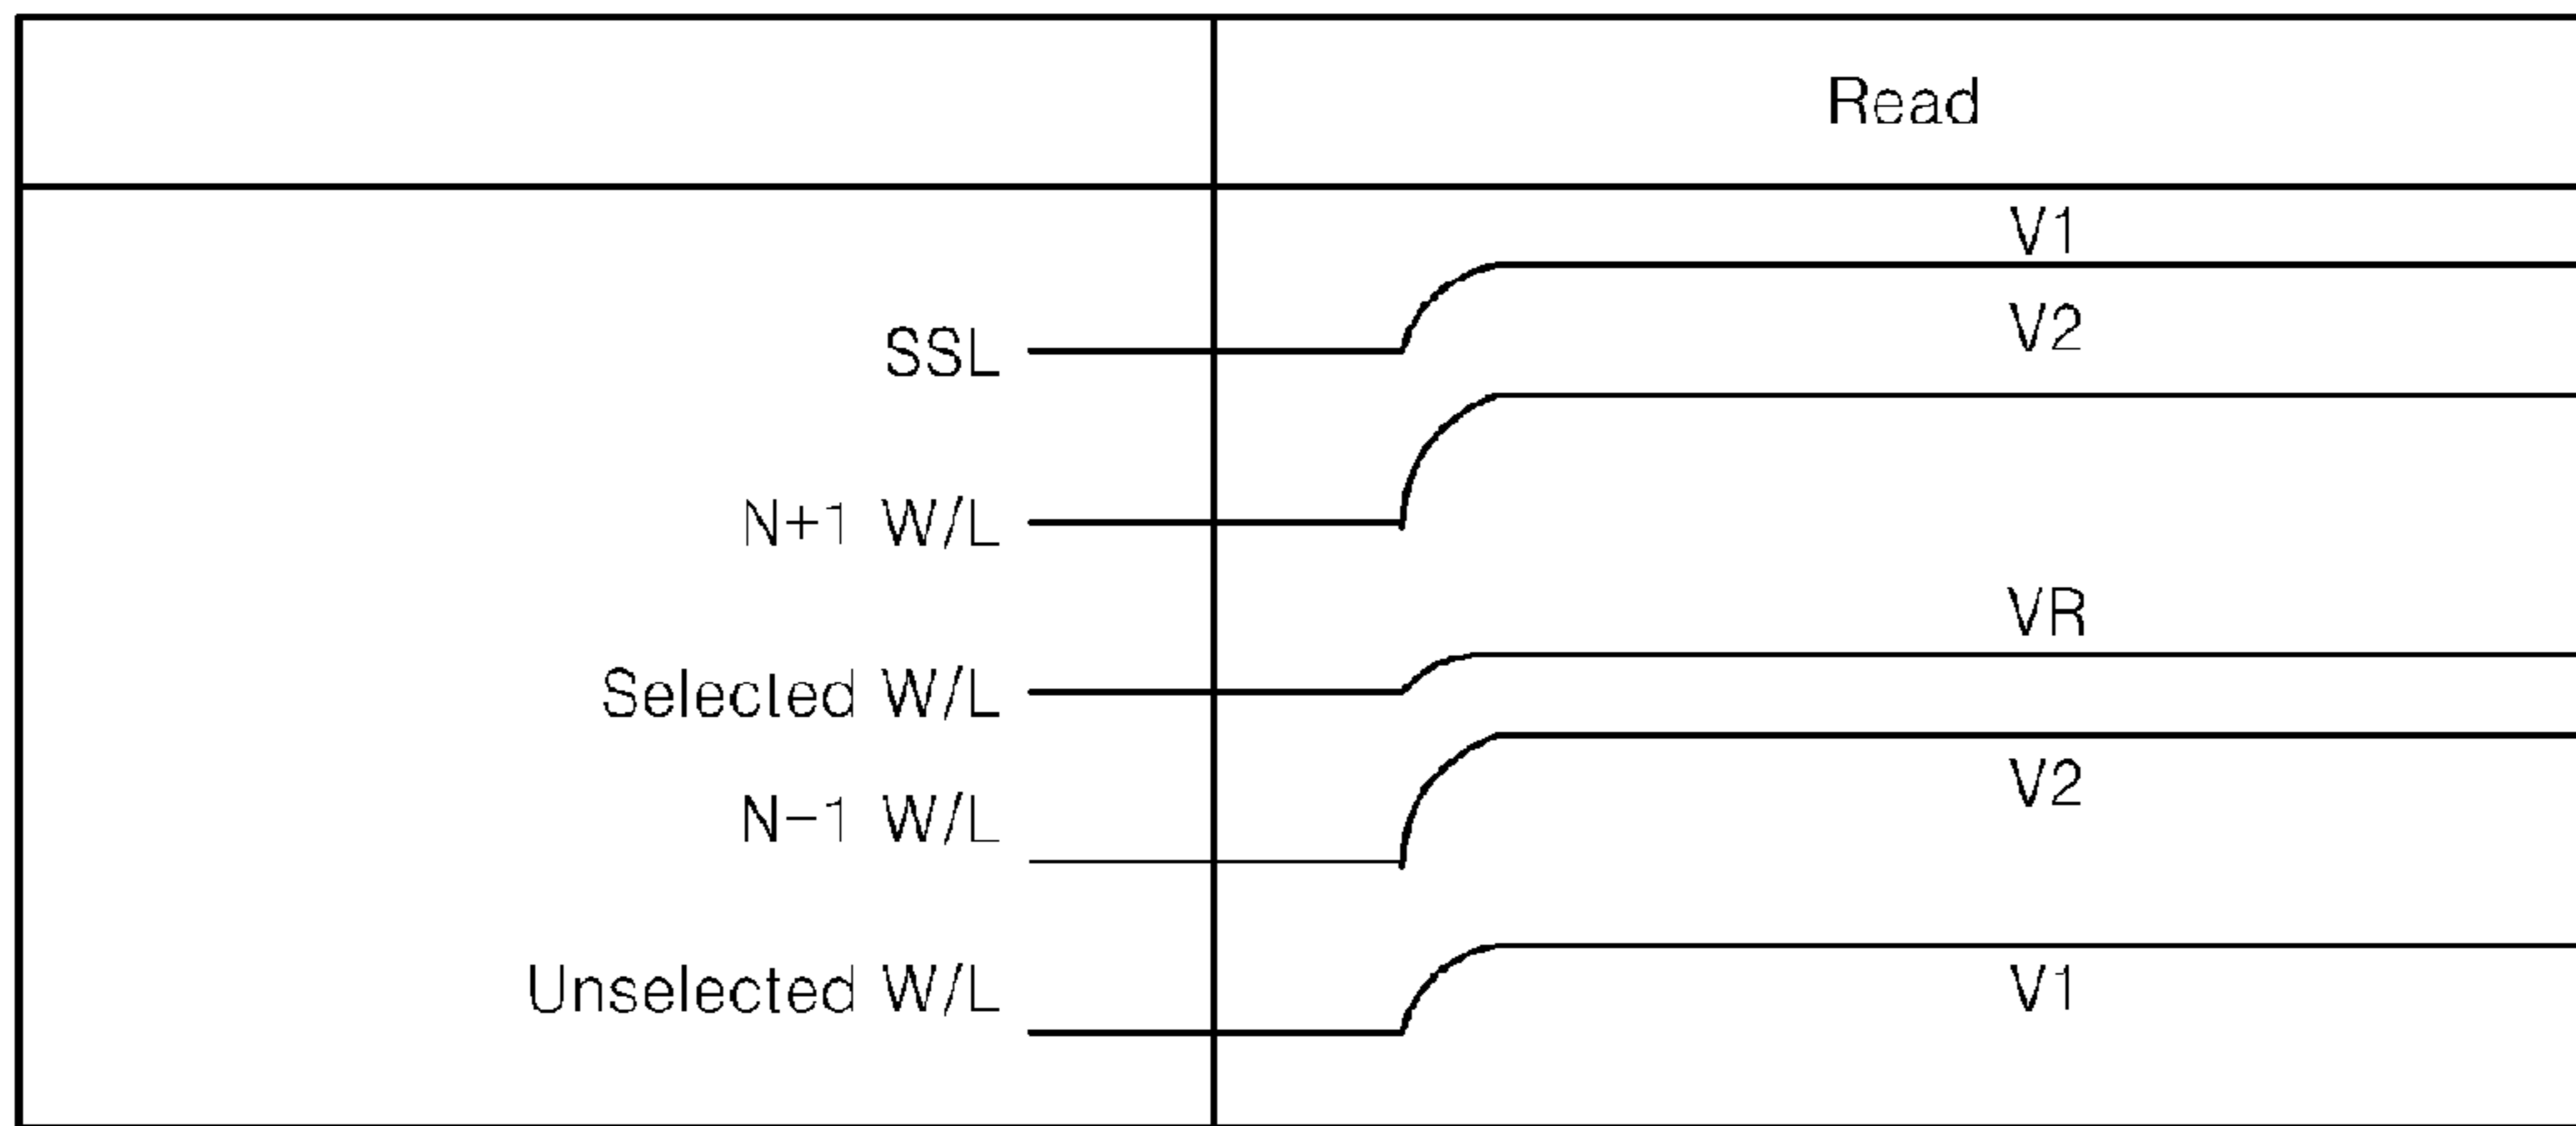 Read
V1
SSL
V2
N+1 W/L
VR
Selected W/L
N-1 W/L
V2
Unselected W/L
V1